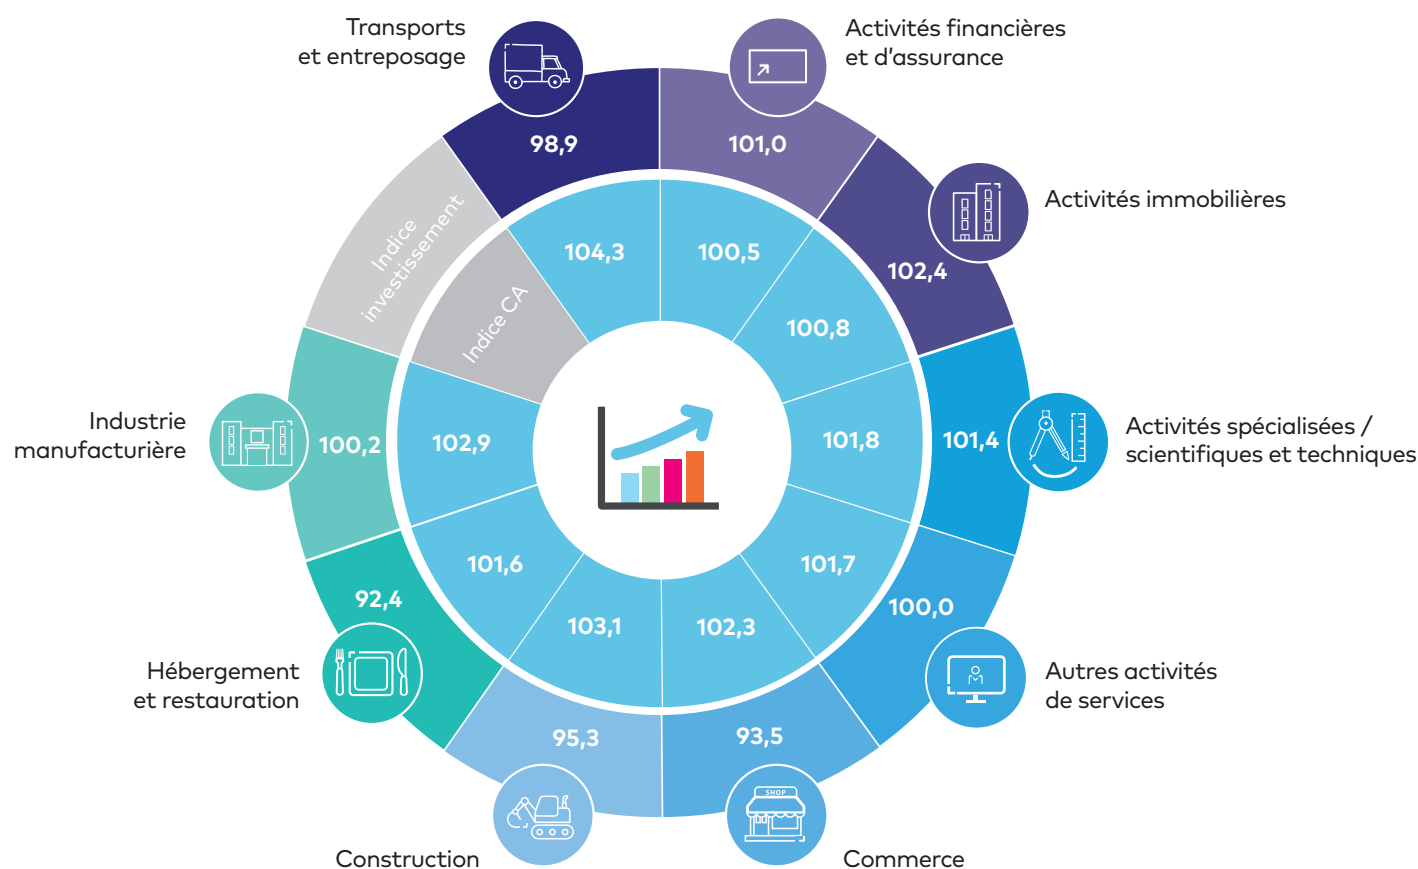 Transports
et entreposage
Activités financières
et d'assurance
98,9
101,0
Activités immobilières
Indice
investissement
104,3
100,5
102,4
Indice CA
100,8
Industrie
manufacturière
100,2
102,9
101,8
101,4
Activités spécialisées /
scientifiques et techniques
101,6
101,7
92,4
100,0
103,1
102,3
Hébergement
et restauration
Autres activités
de services
95,3
93,5
SHOP
Construction
Commerce